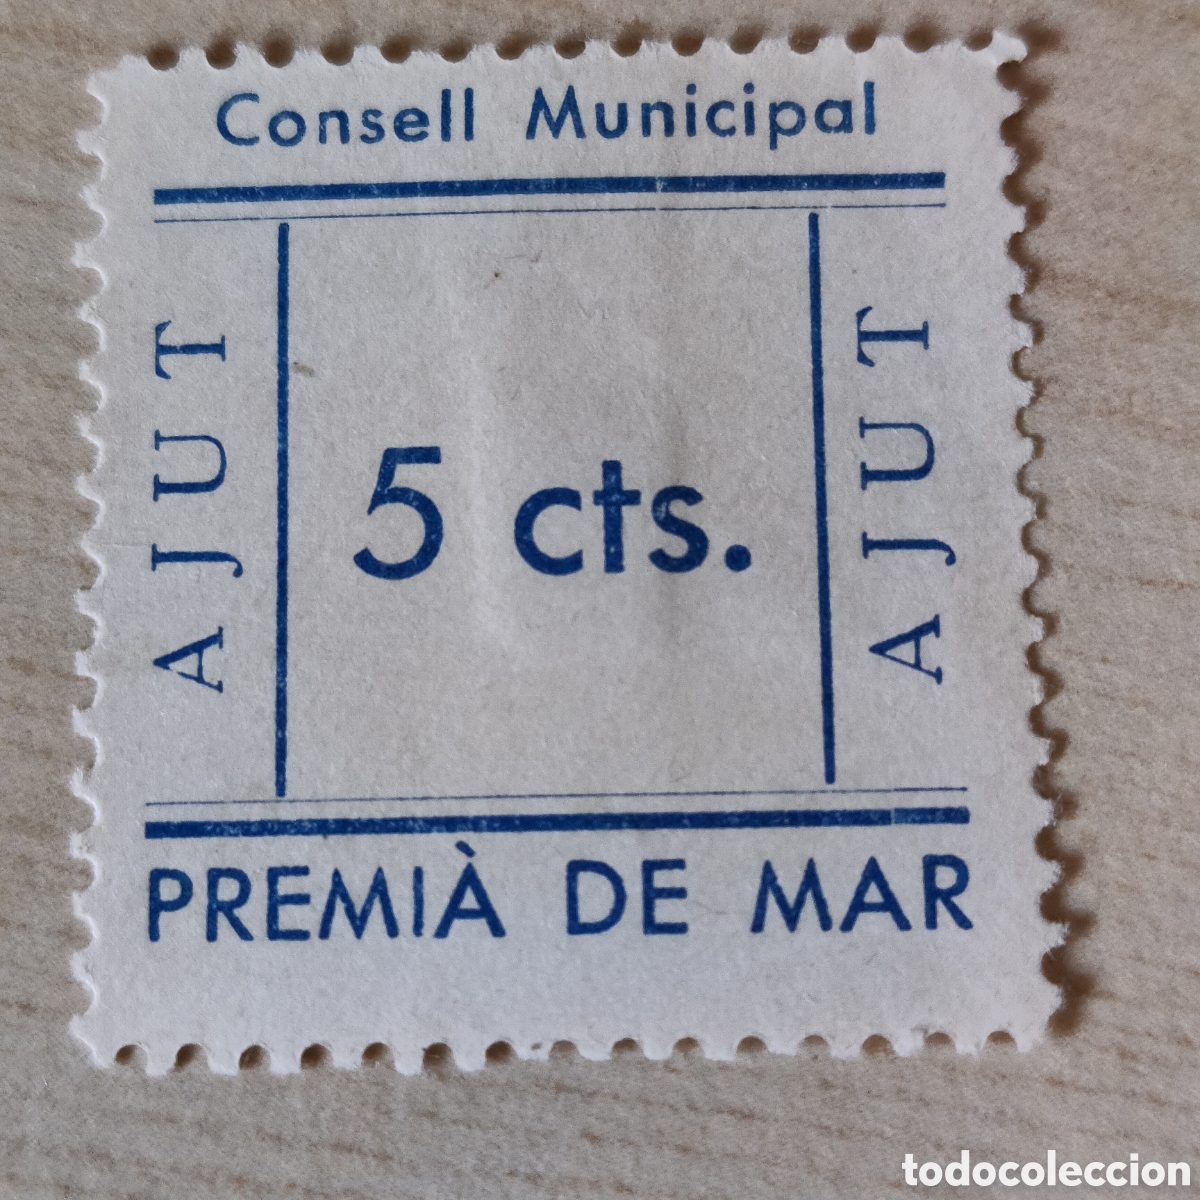 Consell Municipal
AJUT
5 cts.
AJUT
PREMIÀ DE MAR
todocoleccion